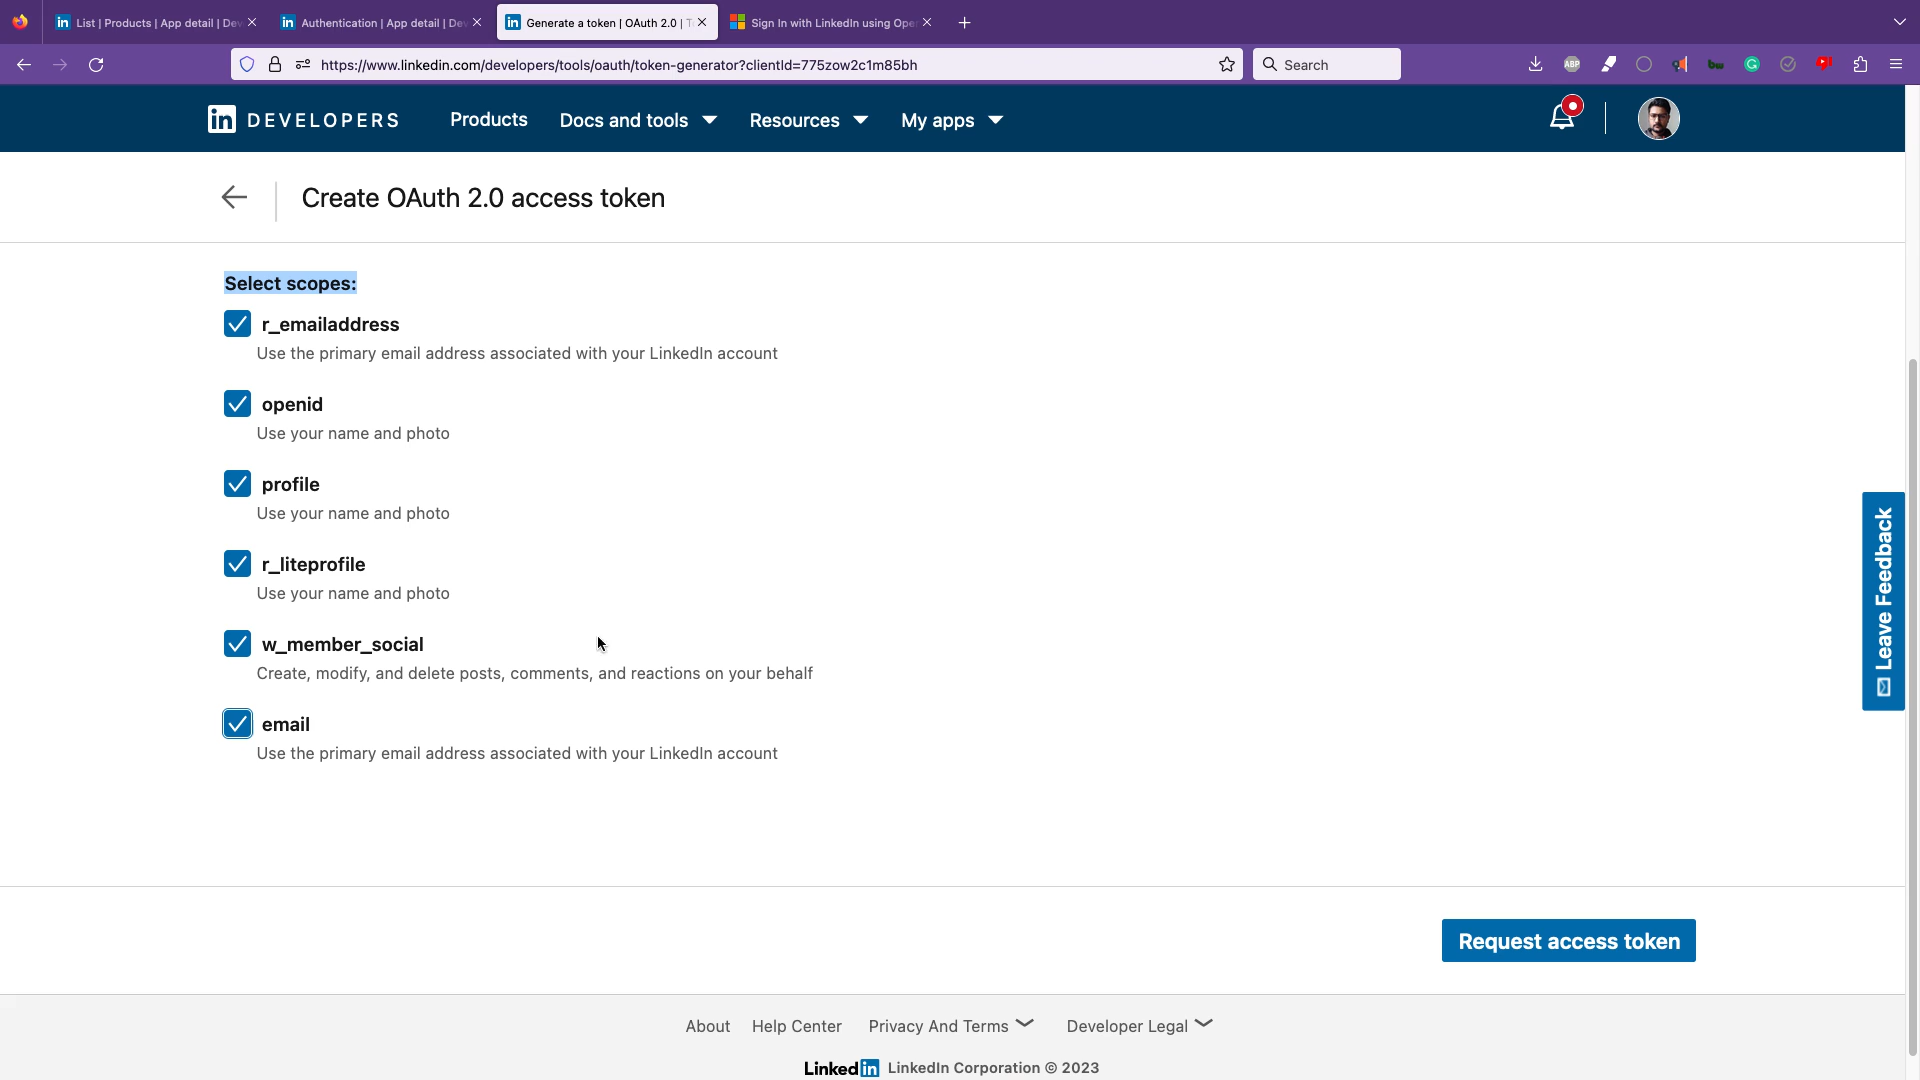 List | Products | App detail | De
Authentication | App detail | De
Generate a token | OAuth 2.0 | T
Sign In with LinkedIn using Ope
https://www.linkedin.com/developers/tools/oauth/token-generator?clientId=775zow2c1m85bh
Search
ABP
in DEVELOPERS
Products
Docs and tools
Resources
My apps
Create OAuth 2.0 access token
Select scopes:
r_emailaddress
Use the primary email address associated with your LinkedIn account
openid
Use your name and photo
profile
Use your name and photo
r_liteprofile
Use your name and photo
w_member_social
Create, modify, and delete posts, comments, and reactions on your behalf
email
Use the primary email address associated with your LinkedIn account
Leave Feedback
Request access token
About
Help Center
Privacy And Terms
Developer Legal
Linkedin LinkedIn Corporation © 2023